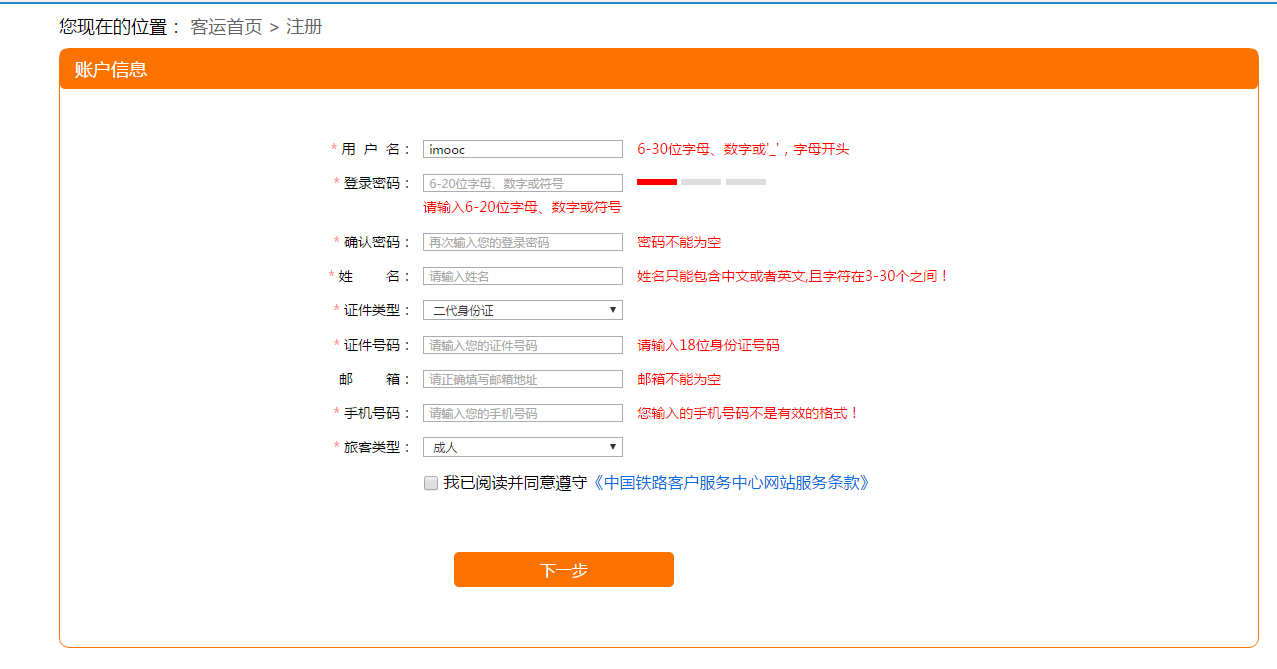 您现在的位置： 客运首页 > 注册
账户信息
* 用 户 名： imooc 6-30位字母、数字或'_'，字母开头
* 登录密码： 6-20位字母、数字或符号
请输入6-20位字母、数字或符号
* 确认密码： 再次输入您的登录密码 密码不能为空
* 姓 名： 请输入姓名 姓名只能包含中文或者英文,且字符在3-30个之间！
* 证件类型： 二代身份证
* 证件号码： 请输入您的证件号码 请输入18位身份证号码
邮 箱： 请正确填写邮箱地址 邮箱不能为空
* 手机号码： 请输入您的手机号码 您输入的手机号码不是有效的格式！
* 旅客类型： 成人
我已阅读并同意遵守《中国铁路客户服务中心网站服务条款》
下一步